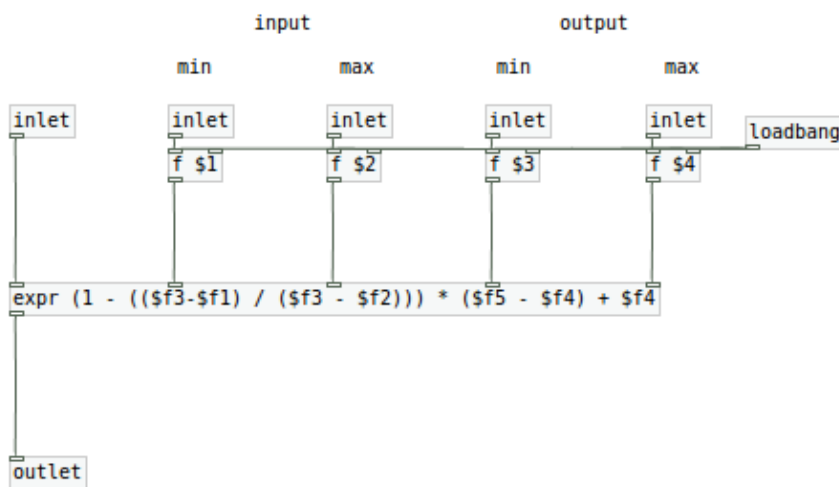 input output
min max min max
inlet inlet inlet inlet inlet loadbang
f $1 f $2 f $3 f $4
expr (1 - (($f3-$f1) / ($f3 - $f2))) * ($f5 - $f4) + $f4
outlet